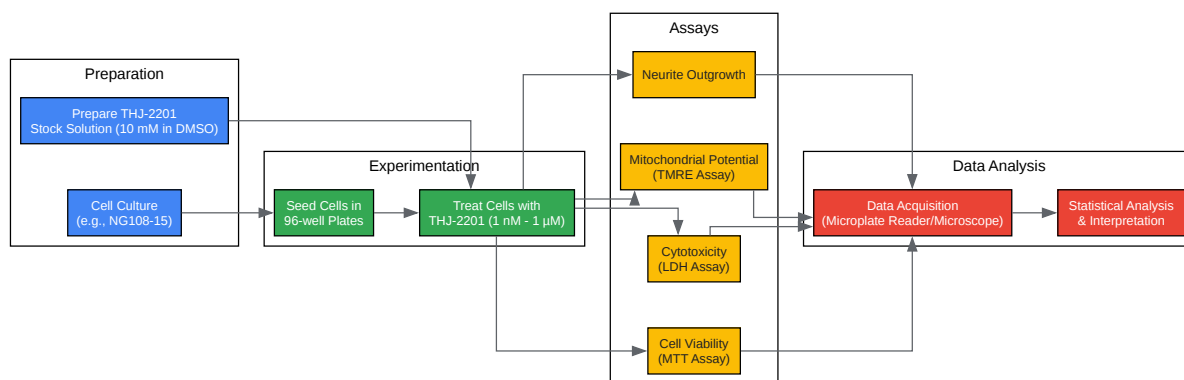 Preparation
Prepare THJ-2201
Stock Solution (10 mM in DMSO)
Cell Culture
(e.g., NG108-15)
Experimentation
Seed Cells in
96-well Plates
Treat Cells with
THJ-2201 (1 nM - 1 µM)
Assays
Neurite Outgrowth
Mitochondrial Potential
(TMRE Assay)
Cytotoxicity
(LDH Assay)
Cell Viability
(MTT Assay)
Data Analysis
Data Acquisition
(Microplate Reader/Microscope)
Statistical Analysis
& Interpretation